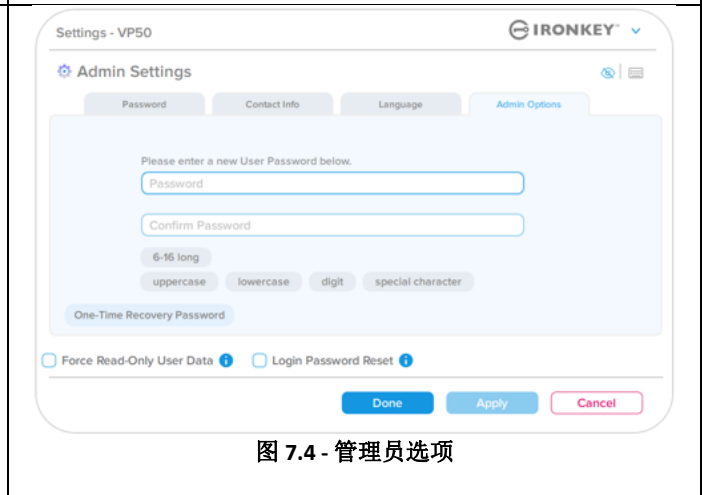 Settings - VP50
IRONKEY
Admin Settings
Password Contact Info Language Admin Options
Please enter a new User Password below.
Password
Confirm Password
6-16 long
uppercase lowercase digit special character
One-Time Recovery Password
Force Read-Only User Data Login Password Reset
Done Apply Cancel
图 7.4 - 管理员选项